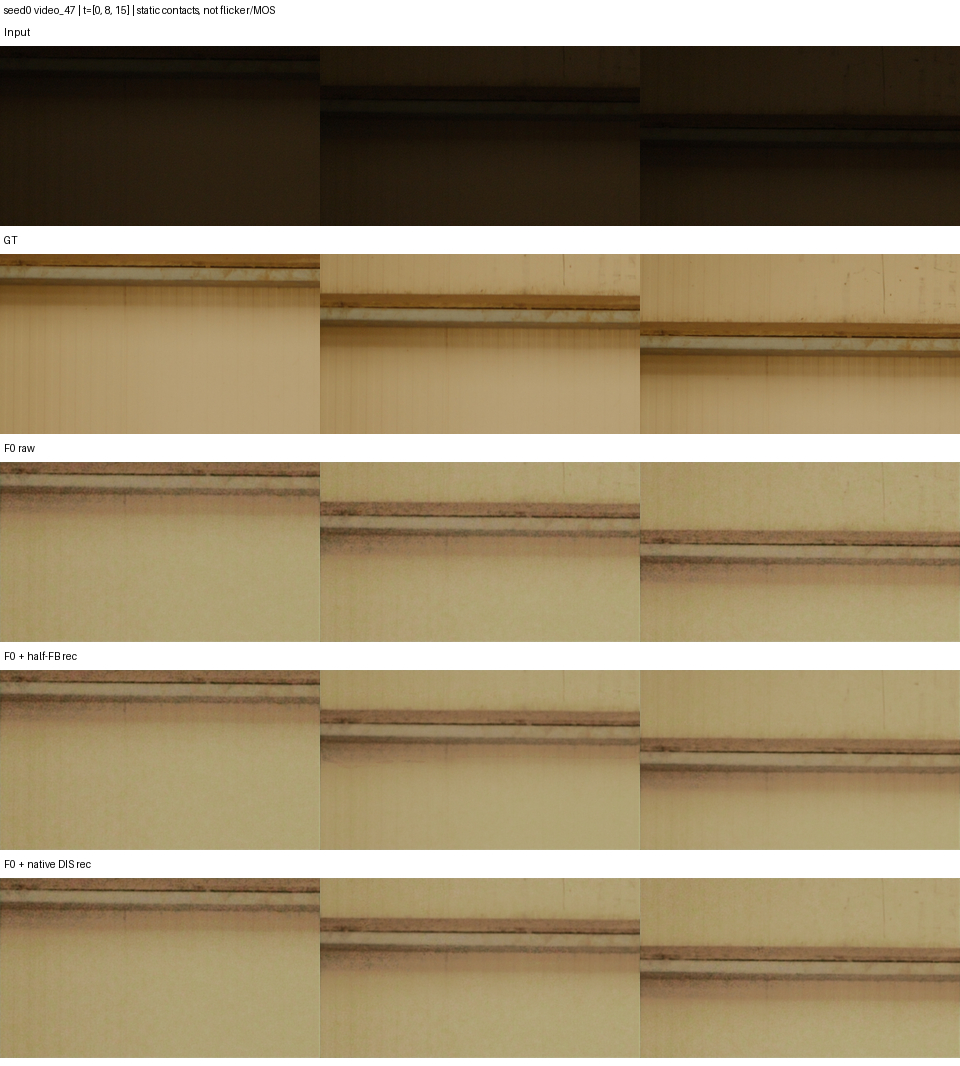 seed0 video_47 | t=[0, 8, 15] | static contacts, not flicker/MOS
Input
GT
F0 raw
F0 + half-FB rec
F0 + native DIS rec